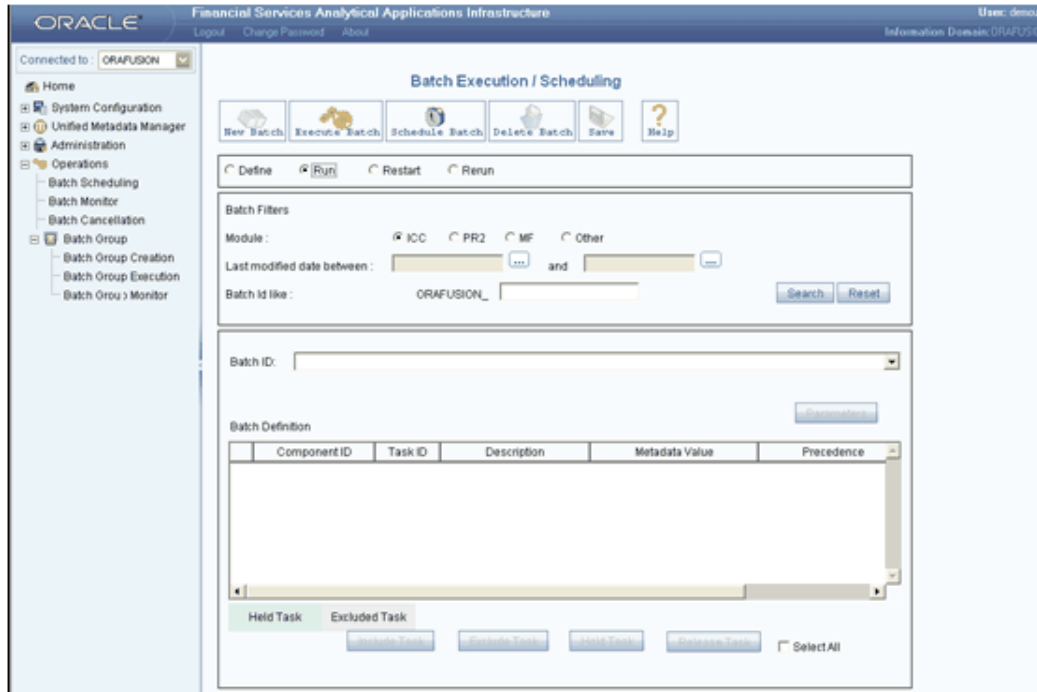 ORACLE
Financial Services Analytical Applications Infrastructure
User: demo
Logout Change Password About
Information Domain: ORAFUS
Connected to : ORAFUSION
Home
System Configuration
Unified Metadata Manager
Administration
Operations
Batch Scheduling
Batch Monitor
Batch Cancellation
Batch Group
Batch Group Creation
Batch Group Execution
Batch Group Monitor
Batch Execution / Scheduling
New Batch
Execute Batch
Schedule Batch
Delete Batch
Save
Help
Define Run Restart Rerun
Batch Filters
Module : ICC PR2 MF Other
Last modified date between : ... and ...
Batch Id like : ORAFUSION_ Search Reset
Batch ID:
Parameters
Batch Definition
Component ID Task ID Description Metadata Value Precedence
Held Task Excluded Task
Include Task Exclude Task Hold Task Release Task Select All